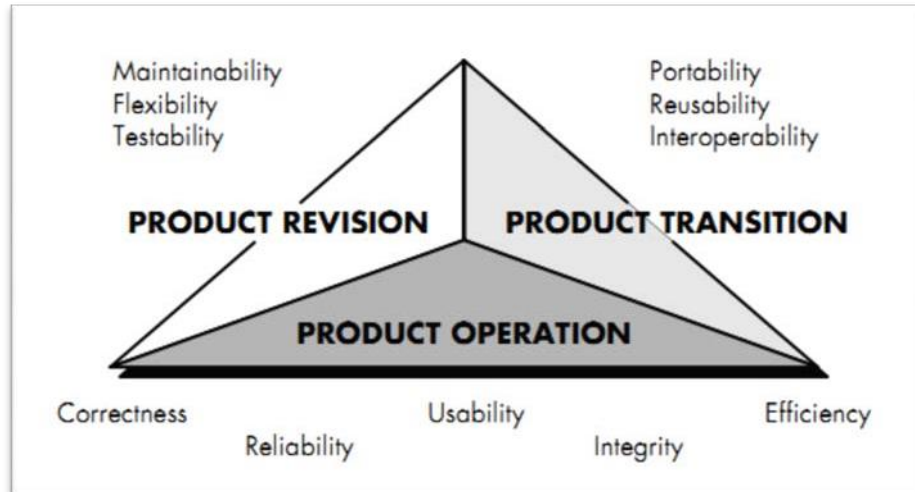 Maintainability
Flexibility
Testability
Portability
Reusability
Interoperability
PRODUCT REVISION
PRODUCT TRANSITION
PRODUCT OPERATION
Correctness
Usability
Efficiency
Reliability
Integrity